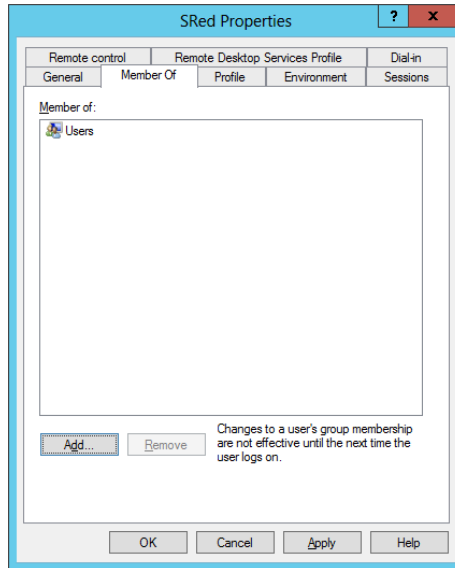 SRed Properties
?
x
Remote control
Remote Desktop Services Profile
Dial-in
General
Member Of
Profile
Environment
Sessions
Member of:
Users
Add...
Remove
Changes to a user's group membership
are not effective until the next time the
user logs on.
OK
Cancel
Apply
Help